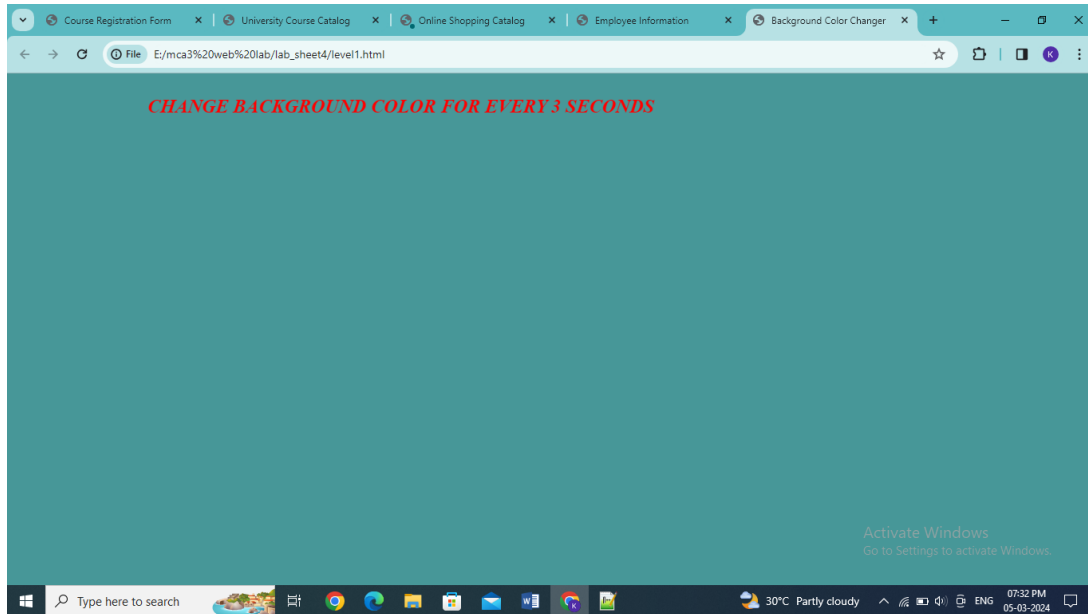 Course Registration Form
University Course Catalog
Online Shopping Catalog
Employee Information
Background Color Changer
File E:/mca3%20web%20lab/lab_sheet4/level1.html
K
CHANGE BACKGROUND COLOR FOR EVERY 3 SECONDS
Activate Windows
Go to Settings to activate Windows.
Type here to search
30°C Partly cloudy
ENG
07:32 PM
05-03-2024